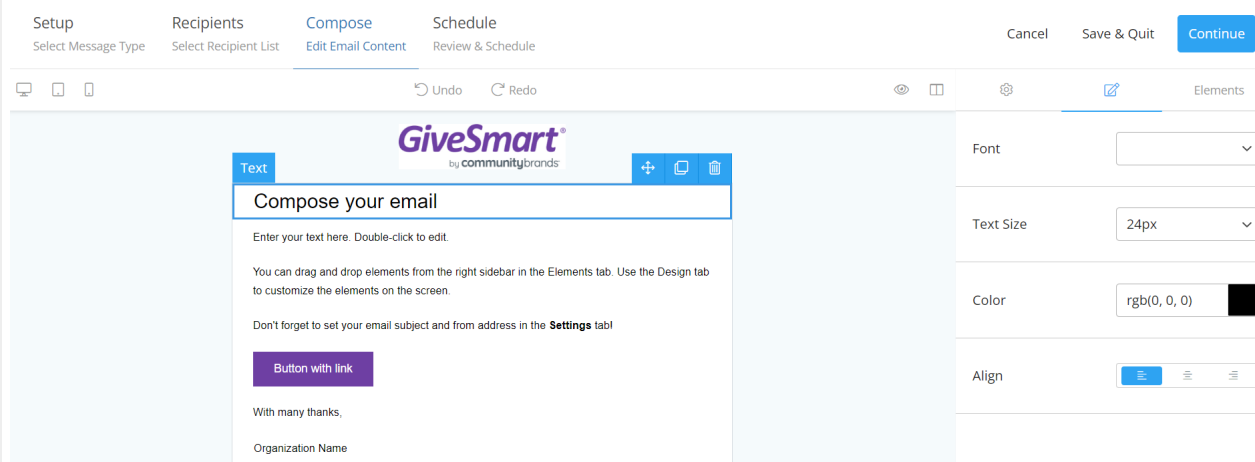 Setup
Select Message Type
Recipients
Select Recipient List
Compose
Edit Email Content
Schedule
Review & Schedule
Cancel
Save & Quit
Continue
Undo
Redo
Elements
GiveSmart®
by communitybrands
Text
Compose your email
Enter your text here. Double-click to edit.
You can drag and drop elements from the right sidebar in the Elements tab. Use the Design tab
to customize the elements on the screen.
Don't forget to set your email subject and from address in the Settings tab!
Button with link
With many thanks,
Organization Name
Font
Text Size
24px
Color
rgb(0, 0, 0)
Align